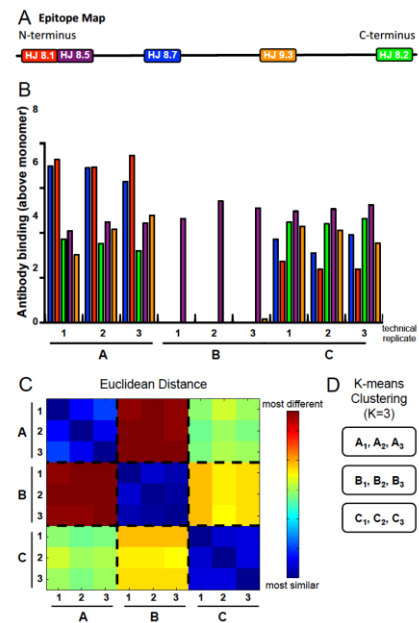 A Epitope Map
N-terminus C-terminus
HJ 8.1 HJ 8.5 HJ 8.7 HJ 9.3 HJ 8.2
B
Antibody binding (above monomer)
8
6
4
2
0
1 2 3 1 2 3 1 2 3 technical
replicate
A B C
C Euclidean Distance
most different
most similar
A 1
2
3
B 1
2
3
C 1
2
3
1 2 3 1 2 3 1 2 3
A B C
D K-means
Clustering
(K=3)
A1, A2, A3
B1, B2, B3
C1, C2, C3